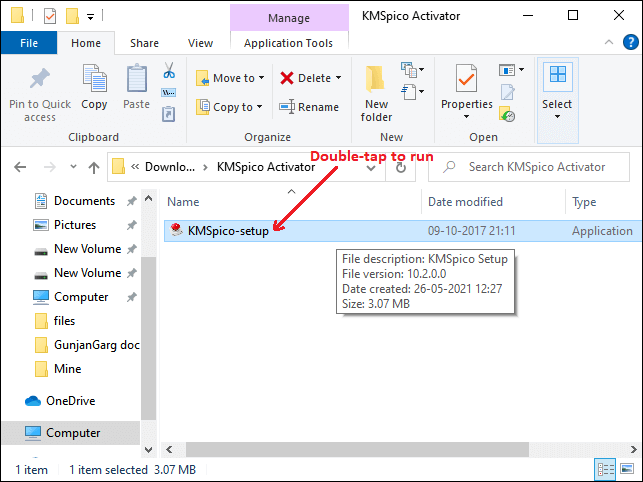 Manage
KMSpico Activator
File
Home
Share
View
Application Tools
Pin to Quick
access
Copy
Paste
Move to
Copy to
Delete
Rename
New
folder
Properties
Select
Clipboard
Organize
New
Open
Double-tap to run
« Downlo... > KMSpico Activator
Search KMSpico Activator
Documents
Pictures
New Volume
New Volume
Computer
files
GunjanGarg doc
Mine
OneDrive
Computer
Name
Date modified
Type
KMSpico-setup
09-10-2017 21:11
Application
File description: KMSpico Setup
File version: 10.2.0.0
Date created: 26-05-2021 12:27
Size: 3.07 MB
1 item
1 item selected 3.07 MB